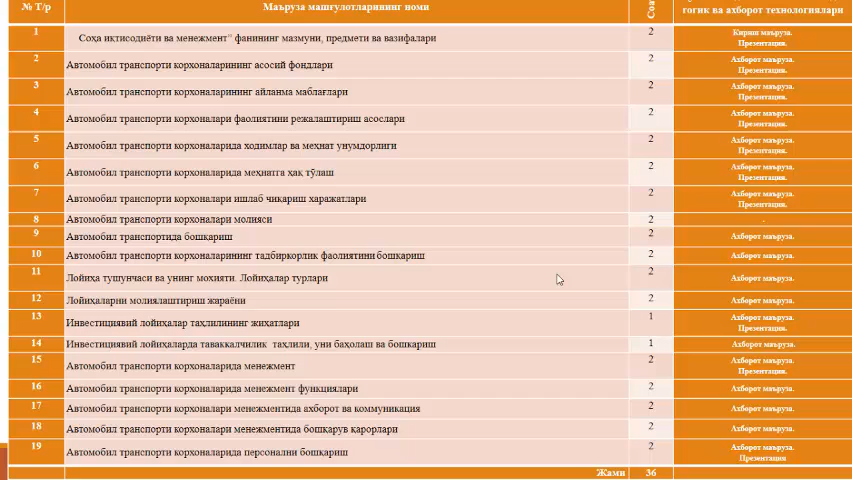 № Т/р Маъруза машғулотларининг номи Соат гогик ва ахборот технологиялари
1 Соҳа иқтисодиёти ва менежмент" фанининг мазмуни, предмети ва вазифалари 2 Кириш маъруза.
Презентация.
2 Автомобил транспорти корхоналарининг асосий фондлари 2 Ахборот маъруза.
Презентация.
3 Автомобил транспорти корхоналарининг айланма маблағлари 2 Ахборот маъруза.
Презентация.
4 Автомобил транспорти корхоналари фаолиятини режалаштириш асослари 2 Ахборот маъруза.
Презентация.
5 Автомобил транспорти корхоналарида ходимлар ва меҳнат унумдорлиги 2 Ахборот маъруза.
Презентация.
6 Автомобил транспорти корхоналарида меҳнатга ҳақ тўлаш 2 Ахборот маъруза.
Презентация.
7 Автомобил транспорти корхоналари ишлаб чикариш харажатлари 2 Ахборот маъруза.
Презентация.
8 Автомобил транспорти корхоналари молияси 2 .
9 Автомобил транспортида бошқариш 2 Ахборот маъруза.
10 Автомобил транспорти корхоналарининг тадбиркорлик фаолиятини бошкариш 2 Ахборот маъруза.
11 Лойиҳа тушунчаси ва унинг мохияти. Лойиҳалар турлари 2 Ахборот маъруза.
12 Лойиҳаларни молиялаштириш жараёни 2 Ахборот маъруза.
13 Инвестициявий лойиҳалар таҳлилининг жиҳатлари 1 Ахборот маъруза.
Презентация.
14 Инвестициявий лойиҳаларда таваккалчилик таҳлили, уни баҳолаш ва бошкариш 1 Ахборот маъруза.
15 Автомобил транспорти корхоналарида менежмент 2 Ахборот маъруза.
Презентация.
16 Автомобил транспорти корхоналарида менежмент функциялари 2 Ахборот маъруза.
17 Автомобил транспорти корхоналари менежментида ахборот ва коммуникация 2 Ахборот маъруза.
18 Автомобил транспорти корхоналари менежментида бошқарув қарорлари 2 Ахборот маъруза.
19 Автомобил транспорти корхоналарида персонални бошқариш 2 Ахборот маъруза.
Презентация
Жами 36